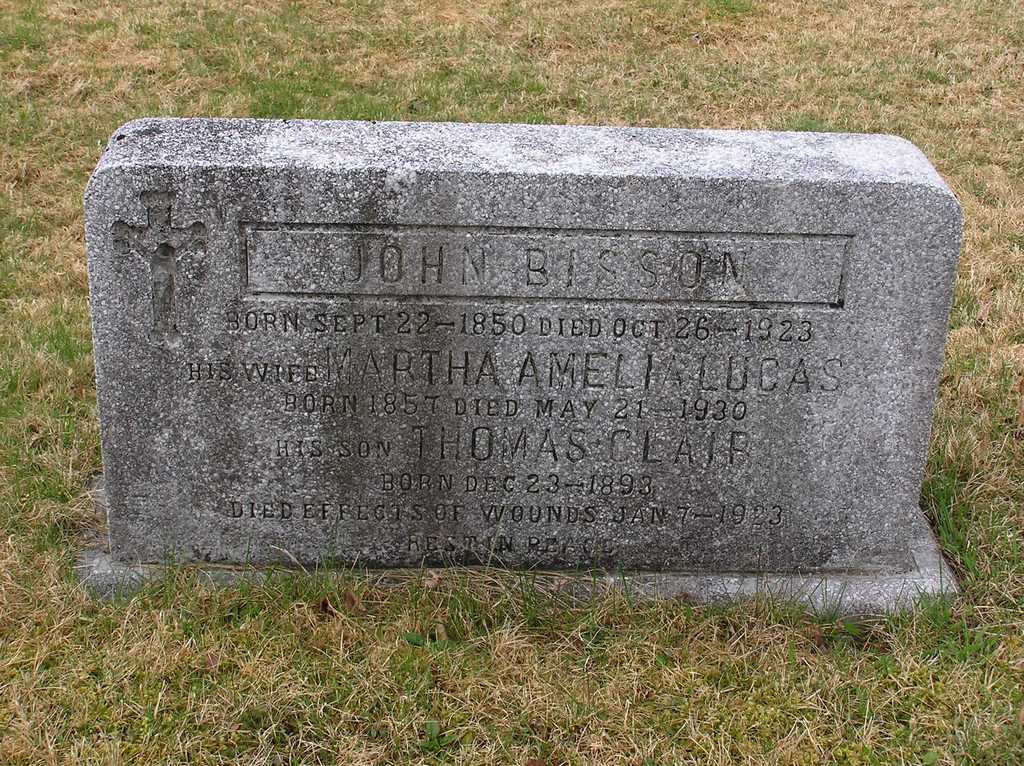 JOHN BISSON
BORN SEPT 22–1850 DIED OCT 26–1923
HIS WIFE MARTHA AMELIA LUCAS
BORN 1857 DIED MAY 21–1930
HIS SON THOMAS CLAIR
BORN DEC 23–1893
DIED EFFECTS OF WOUNDS JAN 7–1923
REST IN PEACE